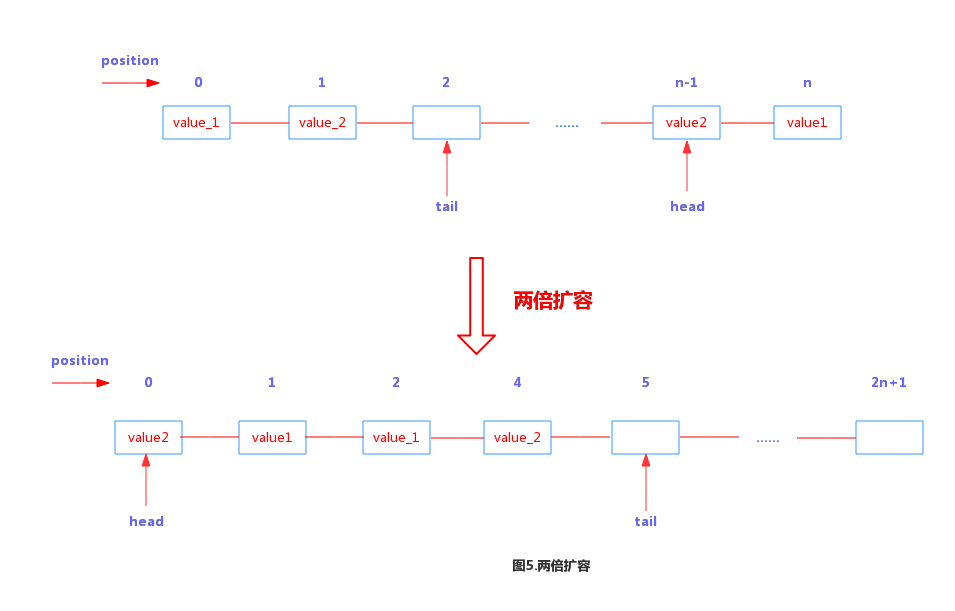 position
0 1 2 n-1 n
value_1 value_2 ...... value2 value1
tail head
两倍扩容
position
0 1 2 4 5 2n+1
value2 value1 value_1 value_2 ......
head tail
图5.两倍扩容